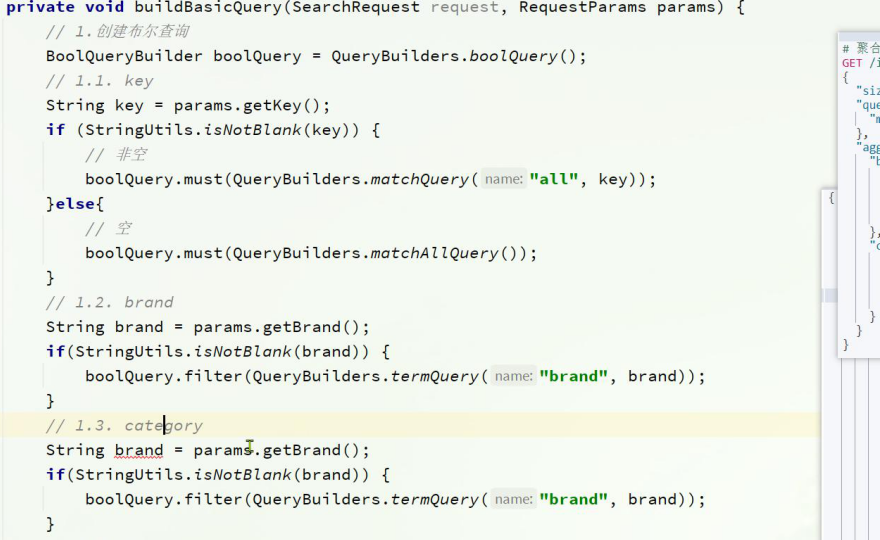 private void buildBasicQuery(SearchRequest request, RequestParams params) {
// 1.创建布尔查询
BoolQueryBuilder boolQuery = QueryBuilders.boolQuery();
// 1.1. key
String key = params.getKey();
if (StringUtils.isNotBlank(key)) {
// 非空
boolQuery.must(QueryBuilders.matchQuery( name: "all", key));
}else{
// 空
boolQuery.must(QueryBuilders.matchAllQuery());
}
// 1.2. brand
String brand = params.getBrand();
if(StringUtils.isNotBlank(brand)) {
boolQuery.filter(QueryBuilders.termQuery( name: "brand", brand));
}
// 1.3. category
String brand = params.getBrand();
if(StringUtils.isNotBlank(brand)) {
boolQuery.filter(QueryBuilders.termQuery( name: "brand", brand));
}
# 聚合
GET /i
{
"siz
"que
"m
},
"agg
"b
},
"c
}
}
}
{